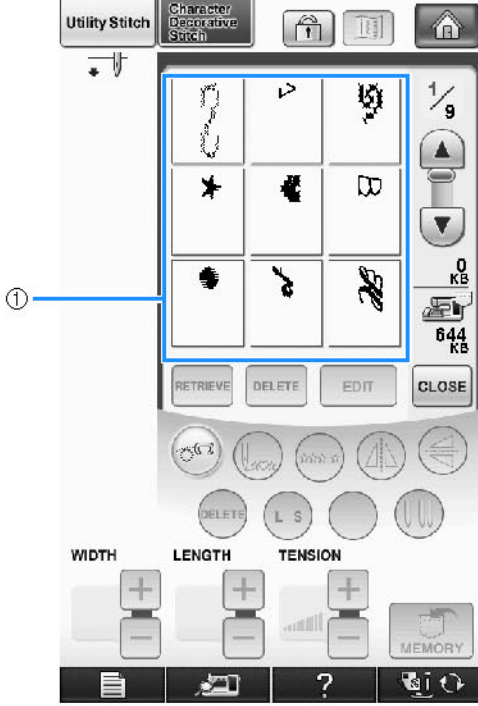 Utility Stitch
Character
Decorative
Stitch
1/9
0
KB
①
644
KB
RETRIEVE DELETE EDIT CLOSE
DELETE L S
WIDTH LENGTH TENSION
+ + +
− − −
MEMORY
?